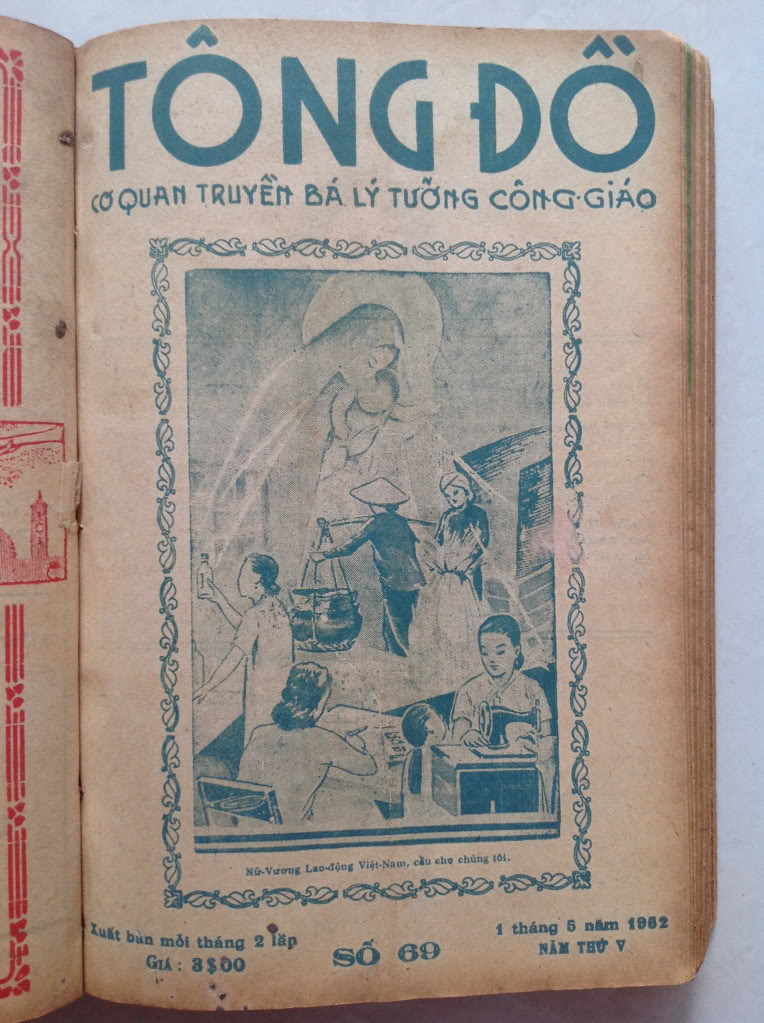 TÔNG ĐỒ
CƠ QUAN TRUYỀN BÁ LÝ TƯỞNG CÔNG-GIÁO
Nữ-Vương Lao-động Việt-Nam, cầu cho chúng tôi.
Xuất bản mỗi tháng 2 lần
GIÁ : 3$00
SỐ 69
1 tháng 5 năm 1952
NĂM THỨ V